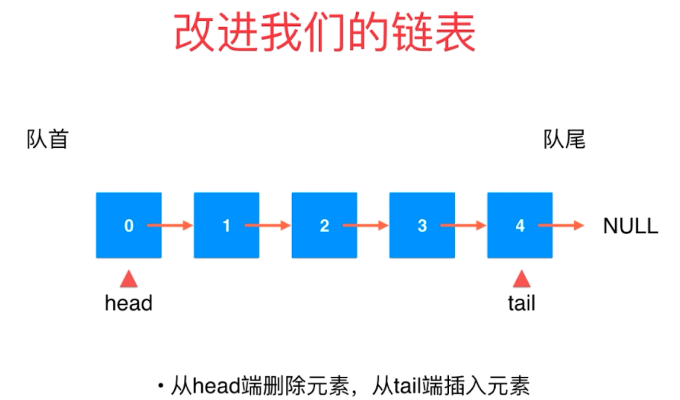 改进我们的链表
队首 队尾
0 1 2 3 4 NULL
head tail
• 从head端删除元素，从tail端插入元素